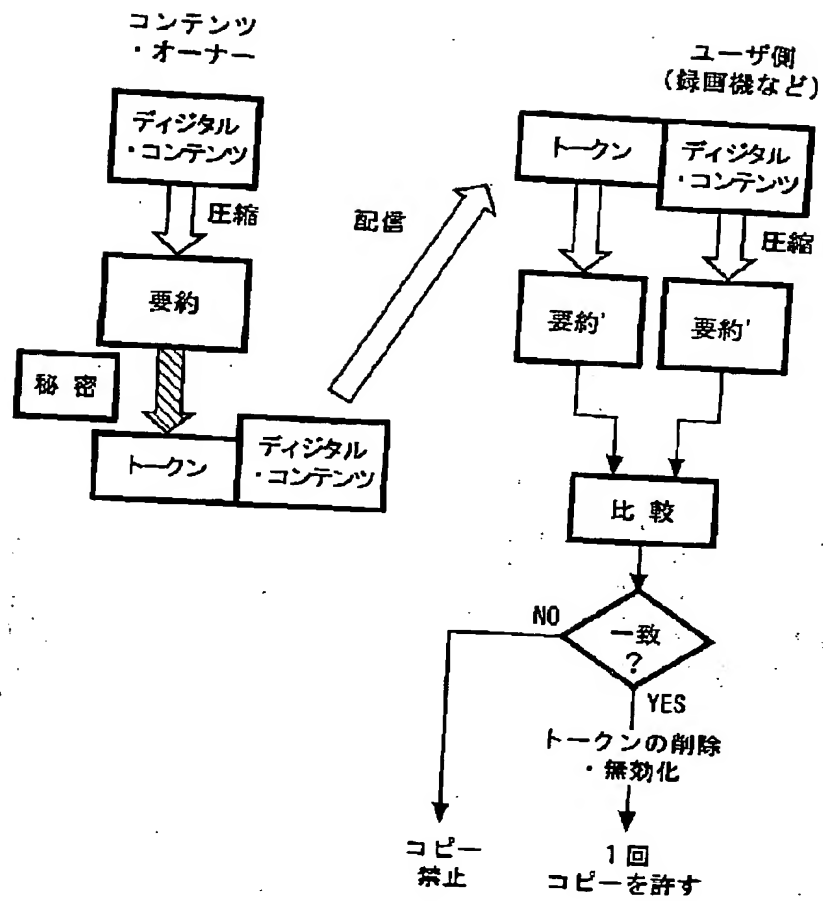 コンテンツ
・オーナー
ディジタル
・コンテンツ
圧縮
要約
秘密
トークン
ディジタル
・コンテンツ
配信
ユーザ側
(録画機など)
トークン
ディジタル
・コンテンツ
圧縮
要約'
要約'
比較
一致
?
NO
YES
トークンの削除
・無効化
コピー
禁止
1回
コピーを許す